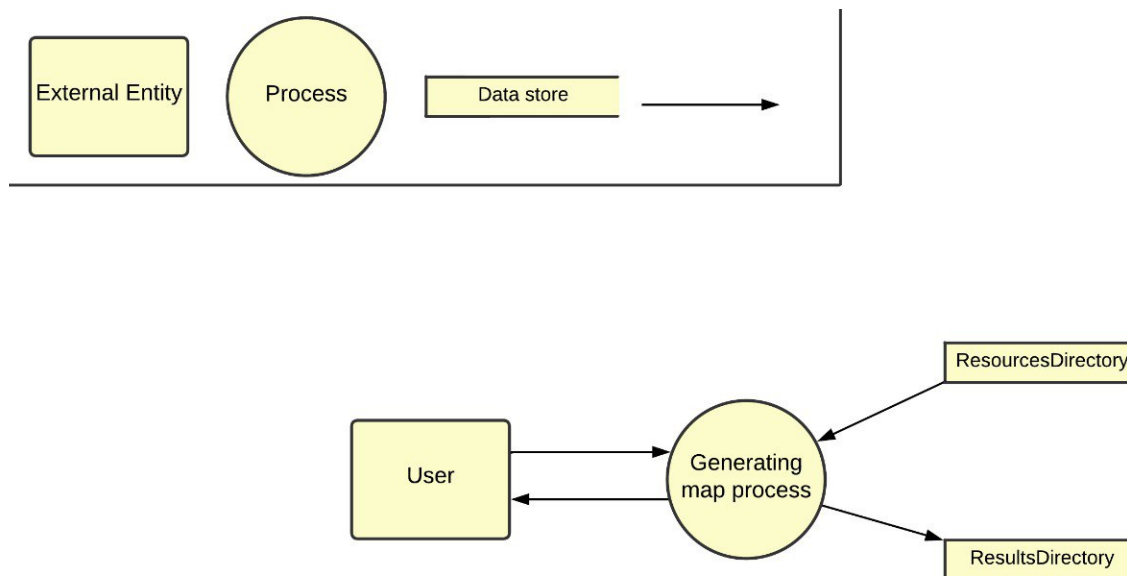 External Entity
Process
Data store
ResourcesDirectory
User
Generating
map process
ResultsDirectory